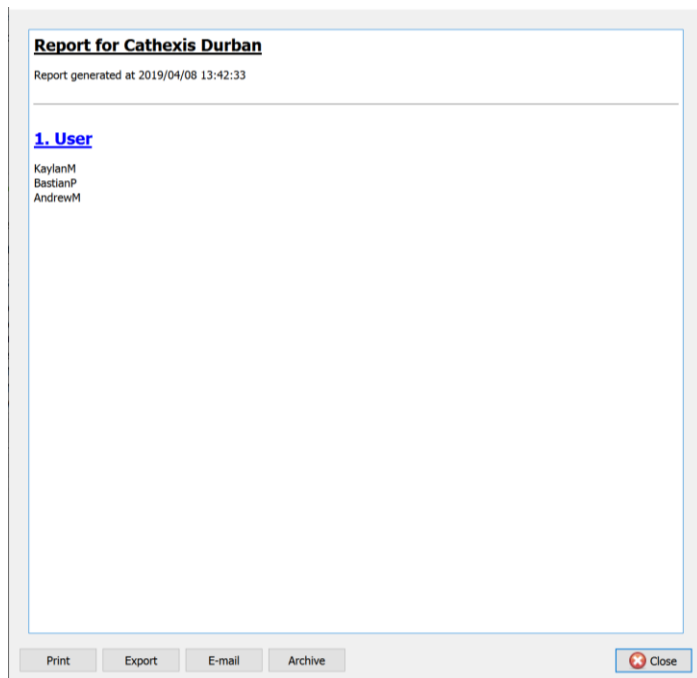 Report for Cathexis Durban
Report generated at 2019/04/08 13:42:33
1. User
KaylanM
BastianP
AndrewM
Print Export E-mail Archive Close